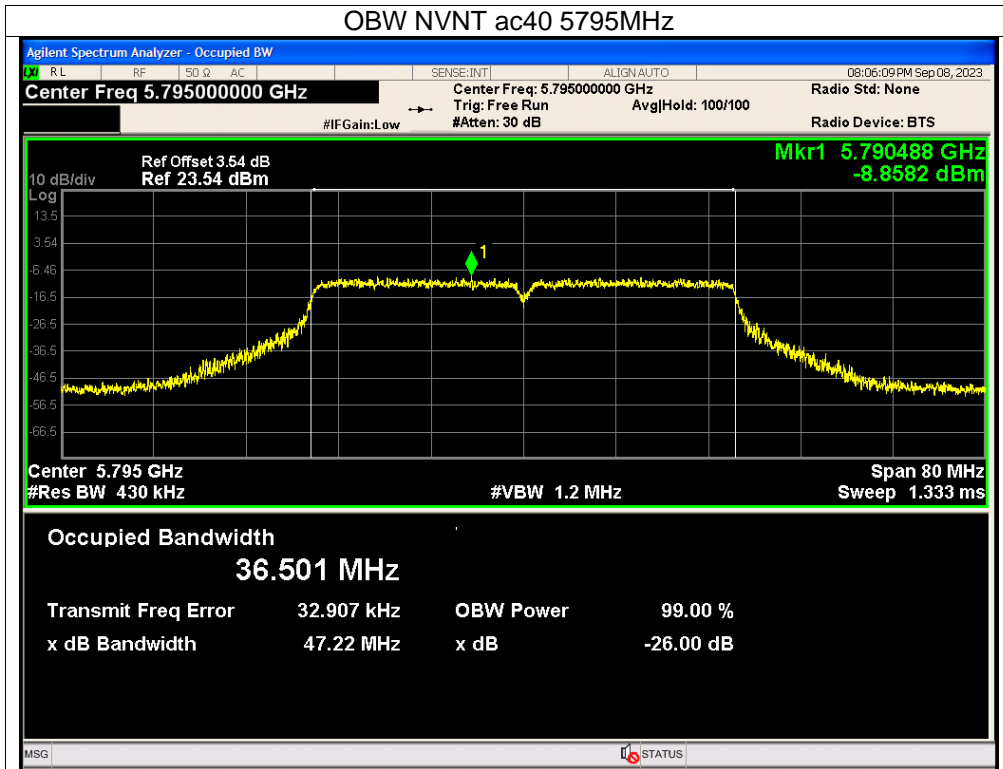 OBW NVNT ac40 5795MHz
Agilent Spectrum Analyzer - Occupied BW
LXI RL RF 50 Ω AC SENSE:INT ALIGN AUTO 08:06:09 PM Sep 08, 2023
Center Freq 5.795000000 GHz Center Freq: 5.795000000 GHz Radio Std: None
Trig: Free Run Avg|Hold: 100/100
#IFGain:Low #Atten: 30 dB Radio Device: BTS
Mkr1 5.790488 GHz
-8.8582 dBm
Ref Offset 3.54 dB
10 dB/div Ref 23.54 dBm
Log
13.5
3.54
1
-6.46
-16.5
-26.5
-36.5
-46.5
-56.5
-66.5
Center 5.795 GHz Span 80 MHz
#Res BW 430 kHz #VBW 1.2 MHz Sweep 1.333 ms
Occupied Bandwidth
36.501 MHz
Transmit Freq Error 32.907 kHz OBW Power 99.00 %
x dB Bandwidth 47.22 MHz x dB -26.00 dB
MSG STATUS